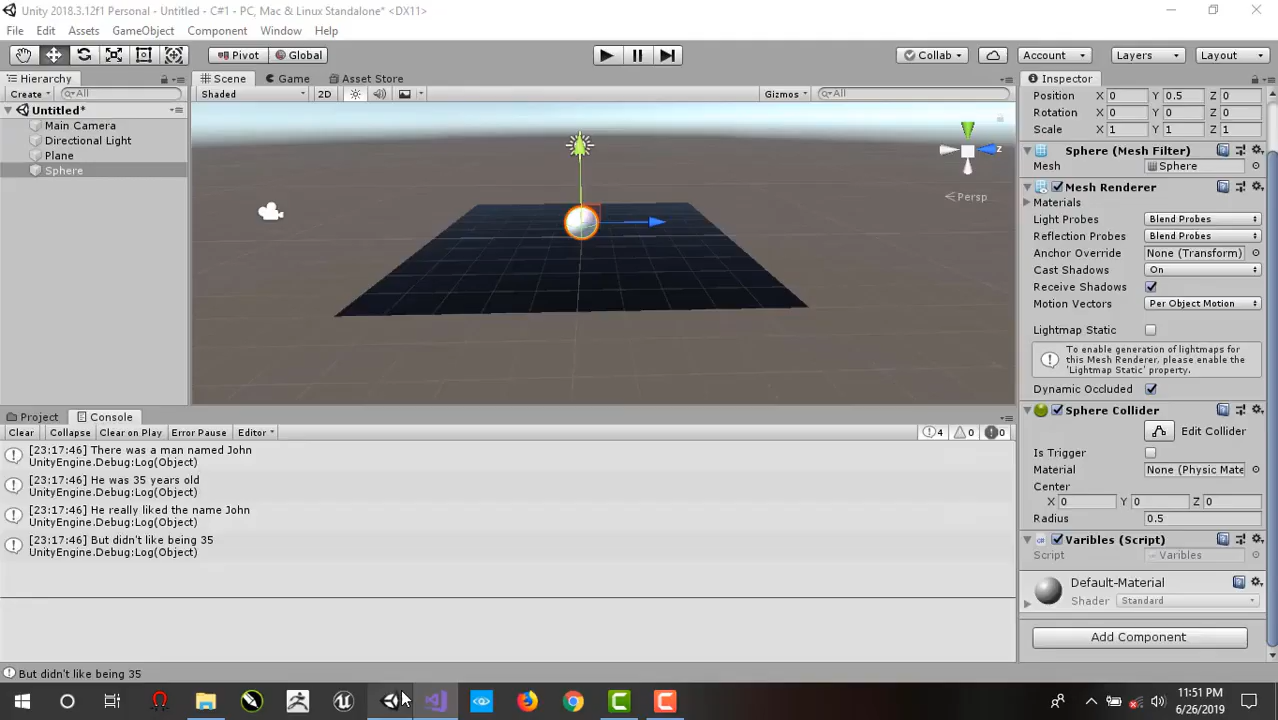 Unity 2018.3.12f1 Personal - Untitled - C#1 - PC, Mac & Linux Standalone* <DX11>
File Edit Assets GameObject Component Window Help
Pivot Global Collab Account Layers Layout
Hierarchy Scene Game Asset Store Inspector
Create All Shaded 2D Gizmos All Position X 0 Y 0.5 Z 0
Untitled* Rotation X 0 Y 0 Z 0
Main Camera Scale X 1 Y 1 Z 1
Directional Light Sphere (Mesh Filter)
Plane Mesh Sphere
Sphere Mesh Renderer
z
Persp
Materials
Light Probes Blend Probes
Reflection Probes Blend Probes
Anchor Override None (Transform)
Cast Shadows On
Receive Shadows
Motion Vectors Per Object Motion
Lightmap Static
To enable generation of lightmaps for
this Mesh Renderer, please enable the
'Lightmap Static' property.
Dynamic Occluded
Project Console Sphere Collider
Clear Collapse Clear on Play Error Pause Editor 4 0 0 Edit Collider
[23:17:46] There was a man named John
UnityEngine.Debug:Log(Object)
[23:17:46] He was 35 years old
UnityEngine.Debug:Log(Object)
[23:17:46] He really liked the name John
UnityEngine.Debug:Log(Object)
[23:17:46] But didn't like being 35
UnityEngine.Debug:Log(Object)
Is Trigger
Material None (Physic Mate
Center
X 0 Y 0 Z 0
Radius 0.5
Varibles (Script)
Script Varibles
Default-Material
Shader Standard
Add Component
But didn't like being 35
11:51 PM
6/26/2019